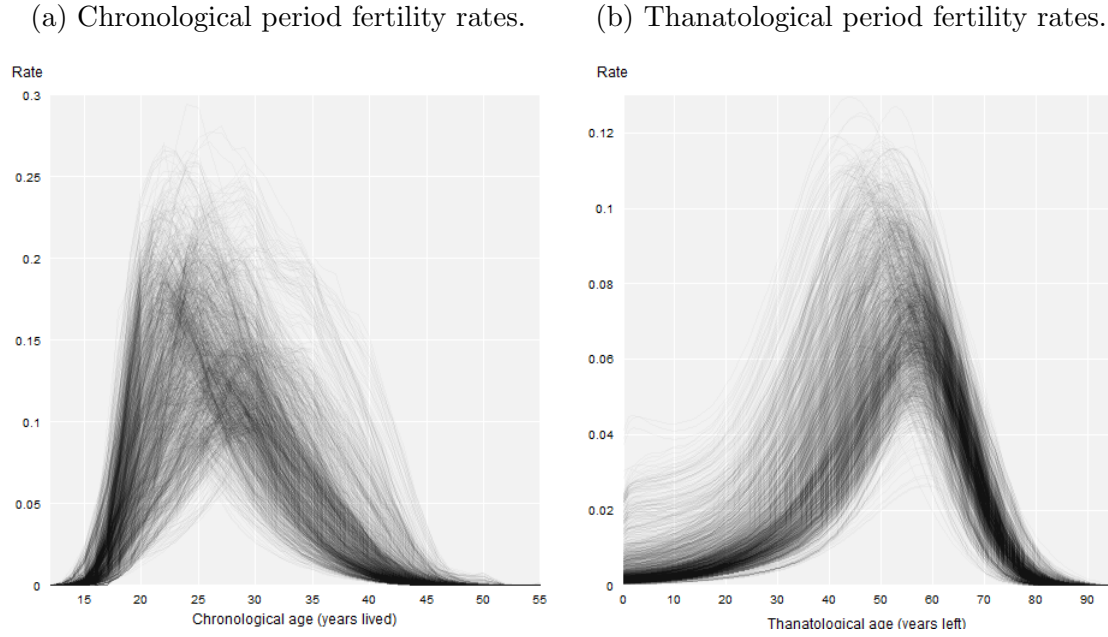 (a) Chronological period fertility rates.
Rate
0.3
0.25
0.2
0.15
0.1
0.05
0
15 20 25 30 35 40 45 50 55
Chronological age (years lived)
(b) Thanatological period fertility rates.
Rate
0.12
0.1
0.08
0.06
0.04
0.02
0
0 10 20 30 40 50 60 70 80 90
Thanatological age (years left)